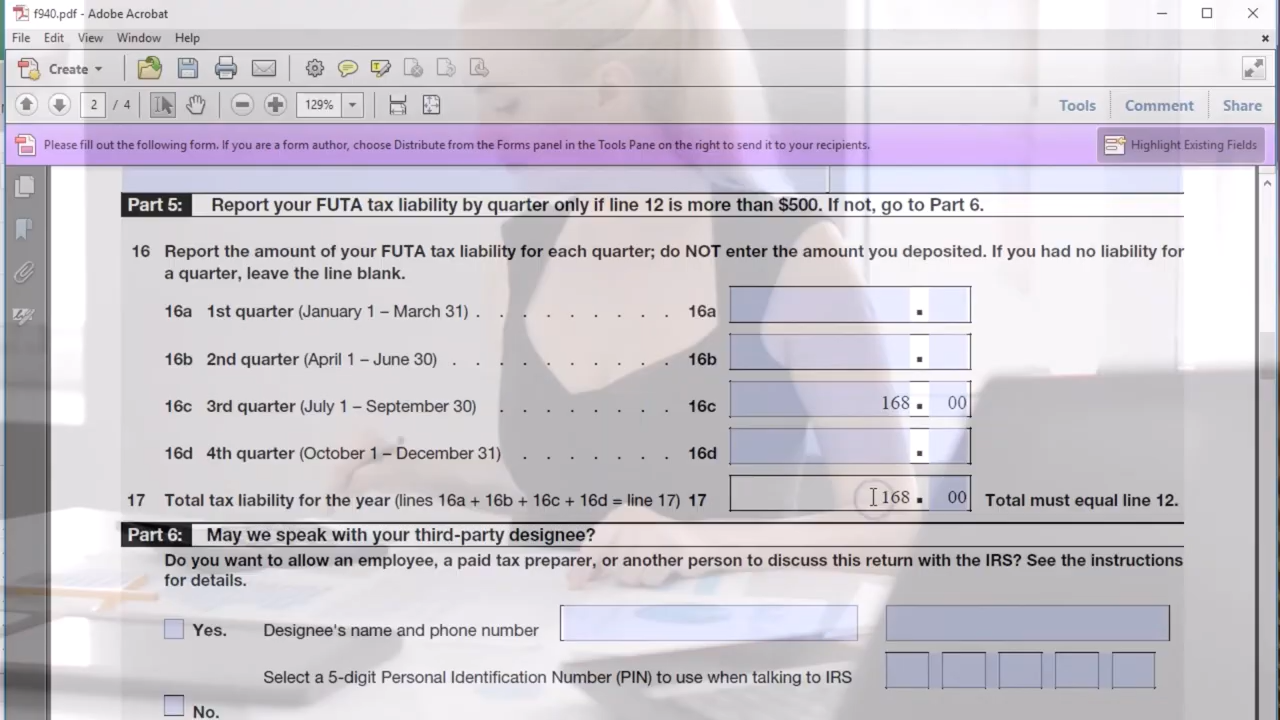 f940.pdf - Adobe Acrobat
File Edit View Window Help
Create
2 / 4 129% Tools Comment Share
Please fill out the following form. If you are a form author, choose Distribute from the Forms panel in the Tools Pane on the right to send it to your recipients. Highlight Existing Fields
Part 5: Report your FUTA tax liability by quarter only if line 12 is more than $500. If not, go to Part 6.
16 Report the amount of your FUTA tax liability for each quarter; do NOT enter the amount you deposited. If you had no liability for
a quarter, leave the line blank.
16a 1st quarter (January 1 – March 31) . . . . . . . . . 16a .
16b 2nd quarter (April 1 – June 30) . . . . . . . . . . 16b .
16c 3rd quarter (July 1 – September 30) . . . . . . . . 16c 168 . 00
16d 4th quarter (October 1 – December 31) . . . . . . . 16d .
17 Total tax liability for the year (lines 16a + 16b + 16c + 16d = line 17) 17 168 . 00 Total must equal line 12.
Part 6: May we speak with your third-party designee?
Do you want to allow an employee, a paid tax preparer, or another person to discuss this return with the IRS? See the instructions
for details.
Yes. Designee's name and phone number
Select a 5-digit Personal Identification Number (PIN) to use when talking to IRS
No.